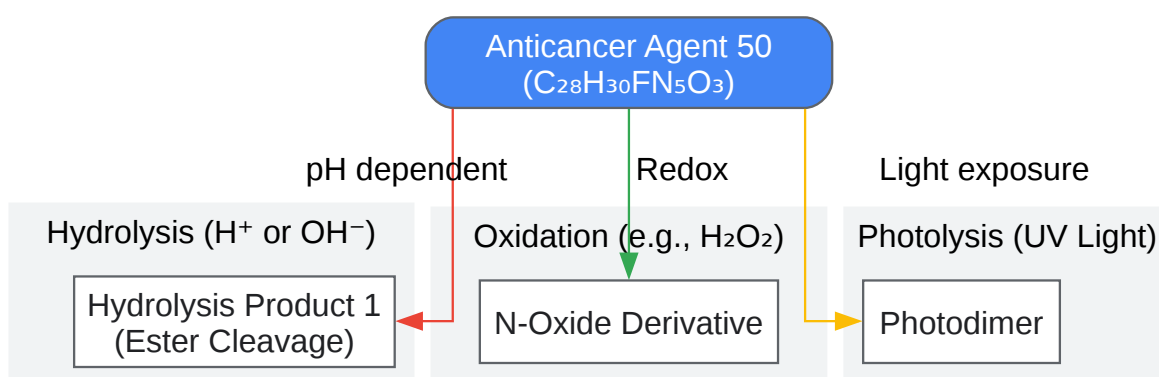 Anticancer Agent 50
(C₂₈H₃₀FN₅O₃)
pH dependent
Redox
Light exposure
Hydrolysis (H⁺ or OH⁻)
Oxidation (e.g., H₂O₂)
Photolysis (UV Light)
Hydrolysis Product 1
(Ester Cleavage)
N-Oxide Derivative
Photodimer